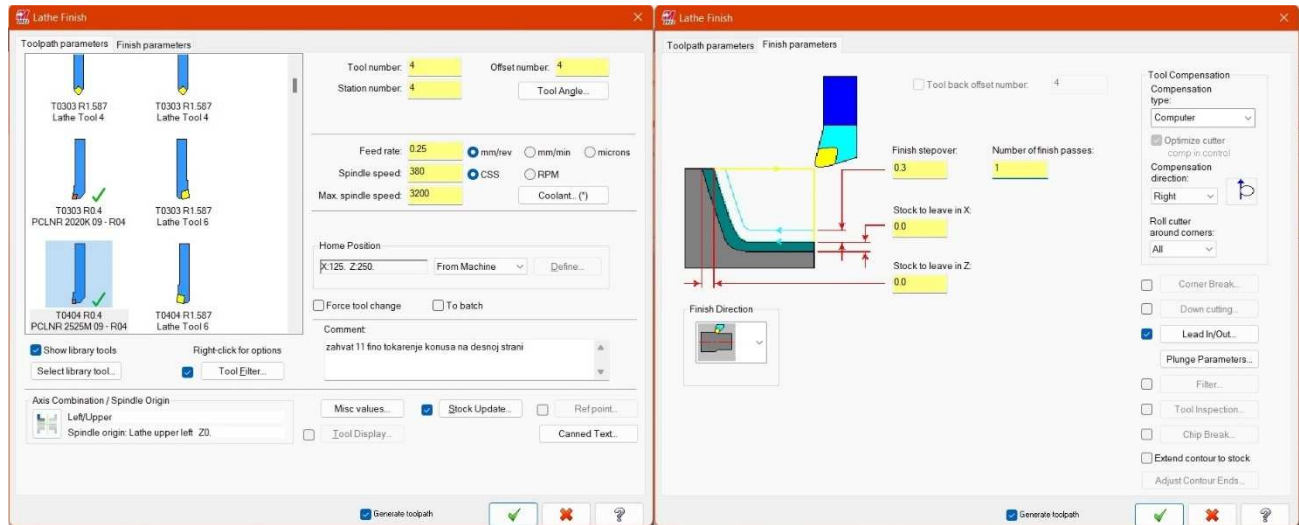 Lathe Finish
Toolpath parameters Finish parameters
T0303 R1.587 T0303 R1.587
Lathe Tool 4 Lathe Tool 4
T0303 R0.4 T0303 R1.587
PCLNR 2020K 09 - R04 Lathe Tool 6
T0404 R0.4 T0404 R1.587
PCLNR 2525M 09 - R04 Lathe Tool 6
Show library tools Right-click for options
Select library tool... Tool Filter...
Axis Combination / Spindle Origin
Left/Upper
Spindle origin: Lathe upper left Z0.
Tool number: 4 Offset number: 4
Station number: 4 Tool Angle...
Feed rate: 0.25 mm/rev mm/min microns
Spindle speed: 380 CSS RPM
Max. spindle speed: 3200 Coolant... (*)
Home Position
X:125. Z:250. From Machine Define...
Force tool change To batch
Comment:
zahvat 11 fino tokarenje konusa na desnoj strani
Misc values... Stock Update... Ref point...
Tool Display... Canned Text...
Generate toolpath
Lathe Finish
Toolpath parameters Finish parameters
Tool back offset number: 4
Finish stepover: Number of finish passes:
0.3 1
Stock to leave in X:
0.0
Stock to leave in Z:
0.0
Finish Direction
Tool Compensation
Compensation
type:
Computer
Optimize cutter
comp in control
Compensation
direction:
Right
Roll cutter
around corners:
All
Corner Break...
Down cutting...
Lead In/Out...
Plunge Parameters...
Filter...
Tool Inspection...
Chip Break...
Extend contour to stock
Adjust Contour Ends...
Generate toolpath